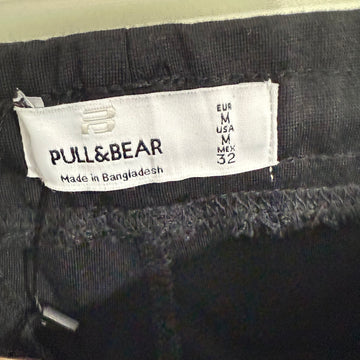 PULL&BEAR
Made in Bangladesh
EUR
M
USA
M
MEX
32